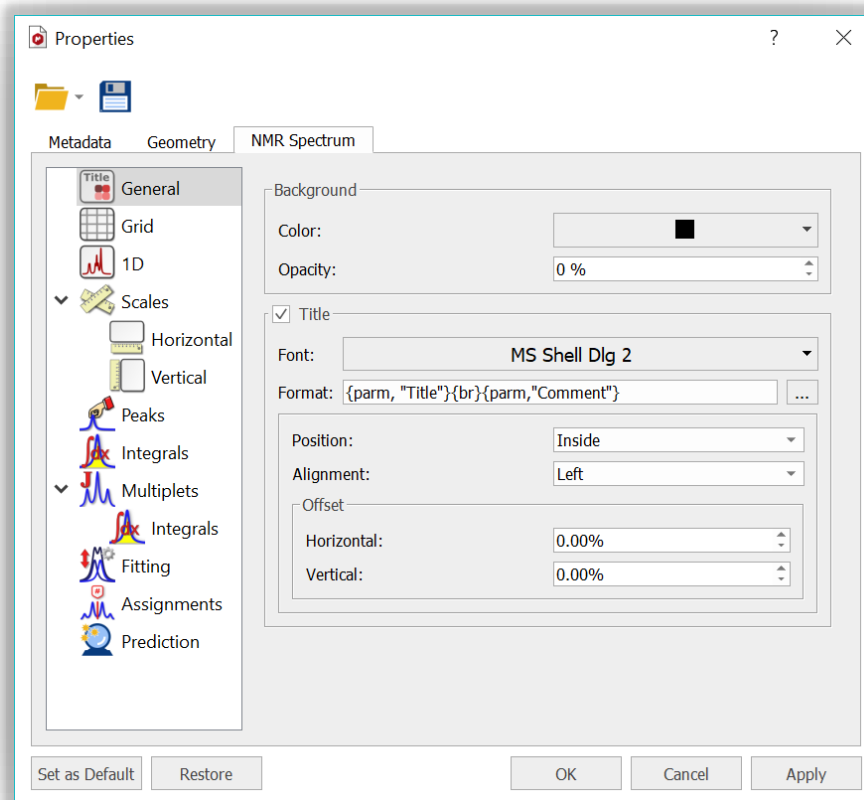 Properties
?
Metadata Geometry NMR Spectrum
Title
General
Grid
1D
Scales
Horizontal
Vertical
Peaks
Integrals
Multiplets
Integrals
Fitting
Assignments
Prediction
Background
Color:
Opacity: 0 %
Title
Font: MS Shell Dlg 2
Format: {parm, "Title"}{br}{parm,"Comment"} ...
Position: Inside
Alignment: Left
Offset
Horizontal: 0.00%
Vertical: 0.00%
Set as Default Restore OK Cancel Apply